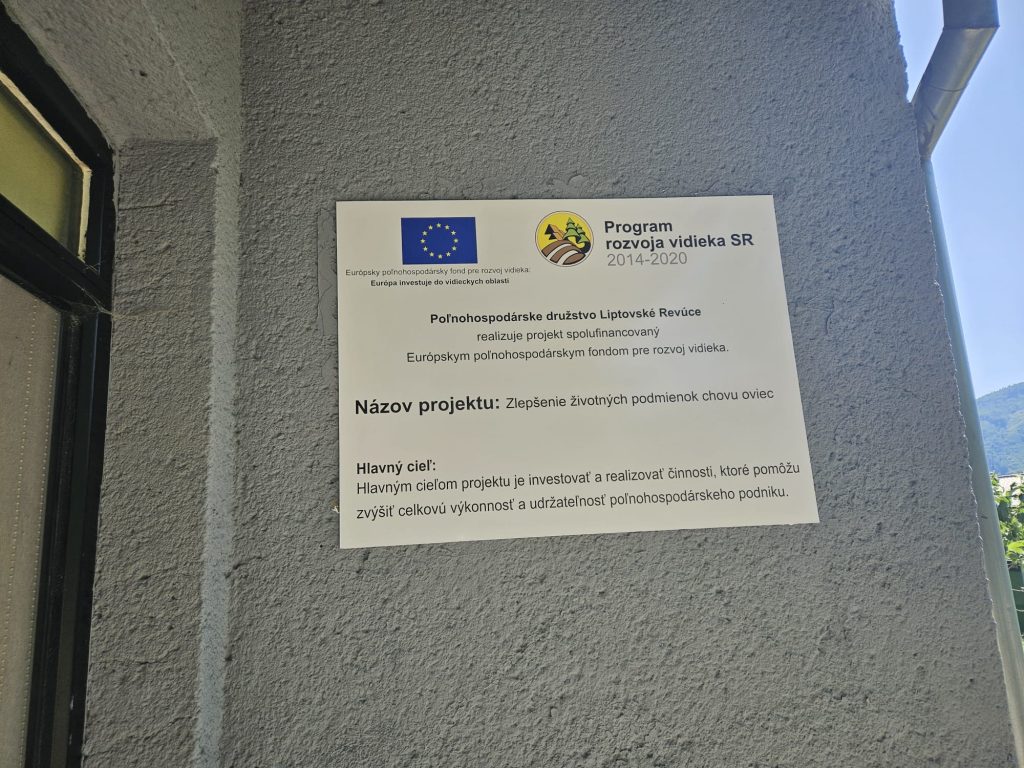 Program
rozvoja vidieka SR
2014-2020
Európsky poľnohospodársky fond pre rozvoj vidieka:
Európa investuje do vidieckych oblastí
Poľnohospodárske družstvo Liptovské Revúce
realizuje projekt spolufinancovaný
Európskym poľnohospodárskym fondom pre rozvoj vidieka.
Názov projektu: Zlepšenie životných podmienok chovu oviec
Hlavný cieľ:
Hlavným cieľom projektu je investovať a realizovať činnosti, ktoré pomôžu
zvýšiť celkovú výkonnosť a udržateľnosť poľnohospodárskeho podniku.